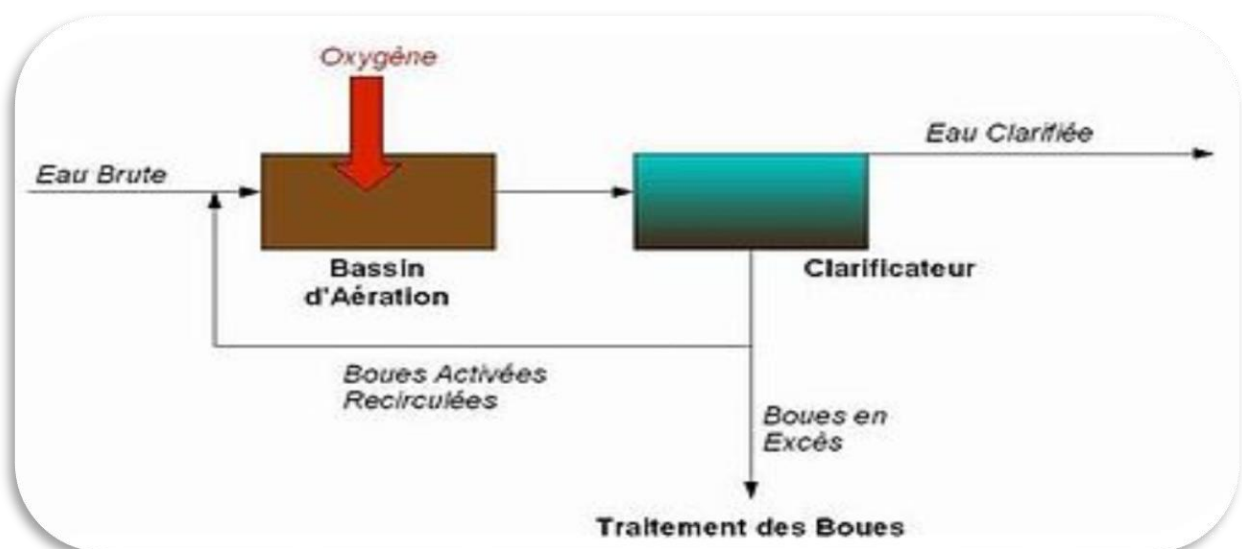 Oxygène
Eau Brute
Eau Clarifiée
Bassin
d'Aération
Clarificateur
Boues Activées
Recirculées
Boues en
Excès
Traitement des Boues